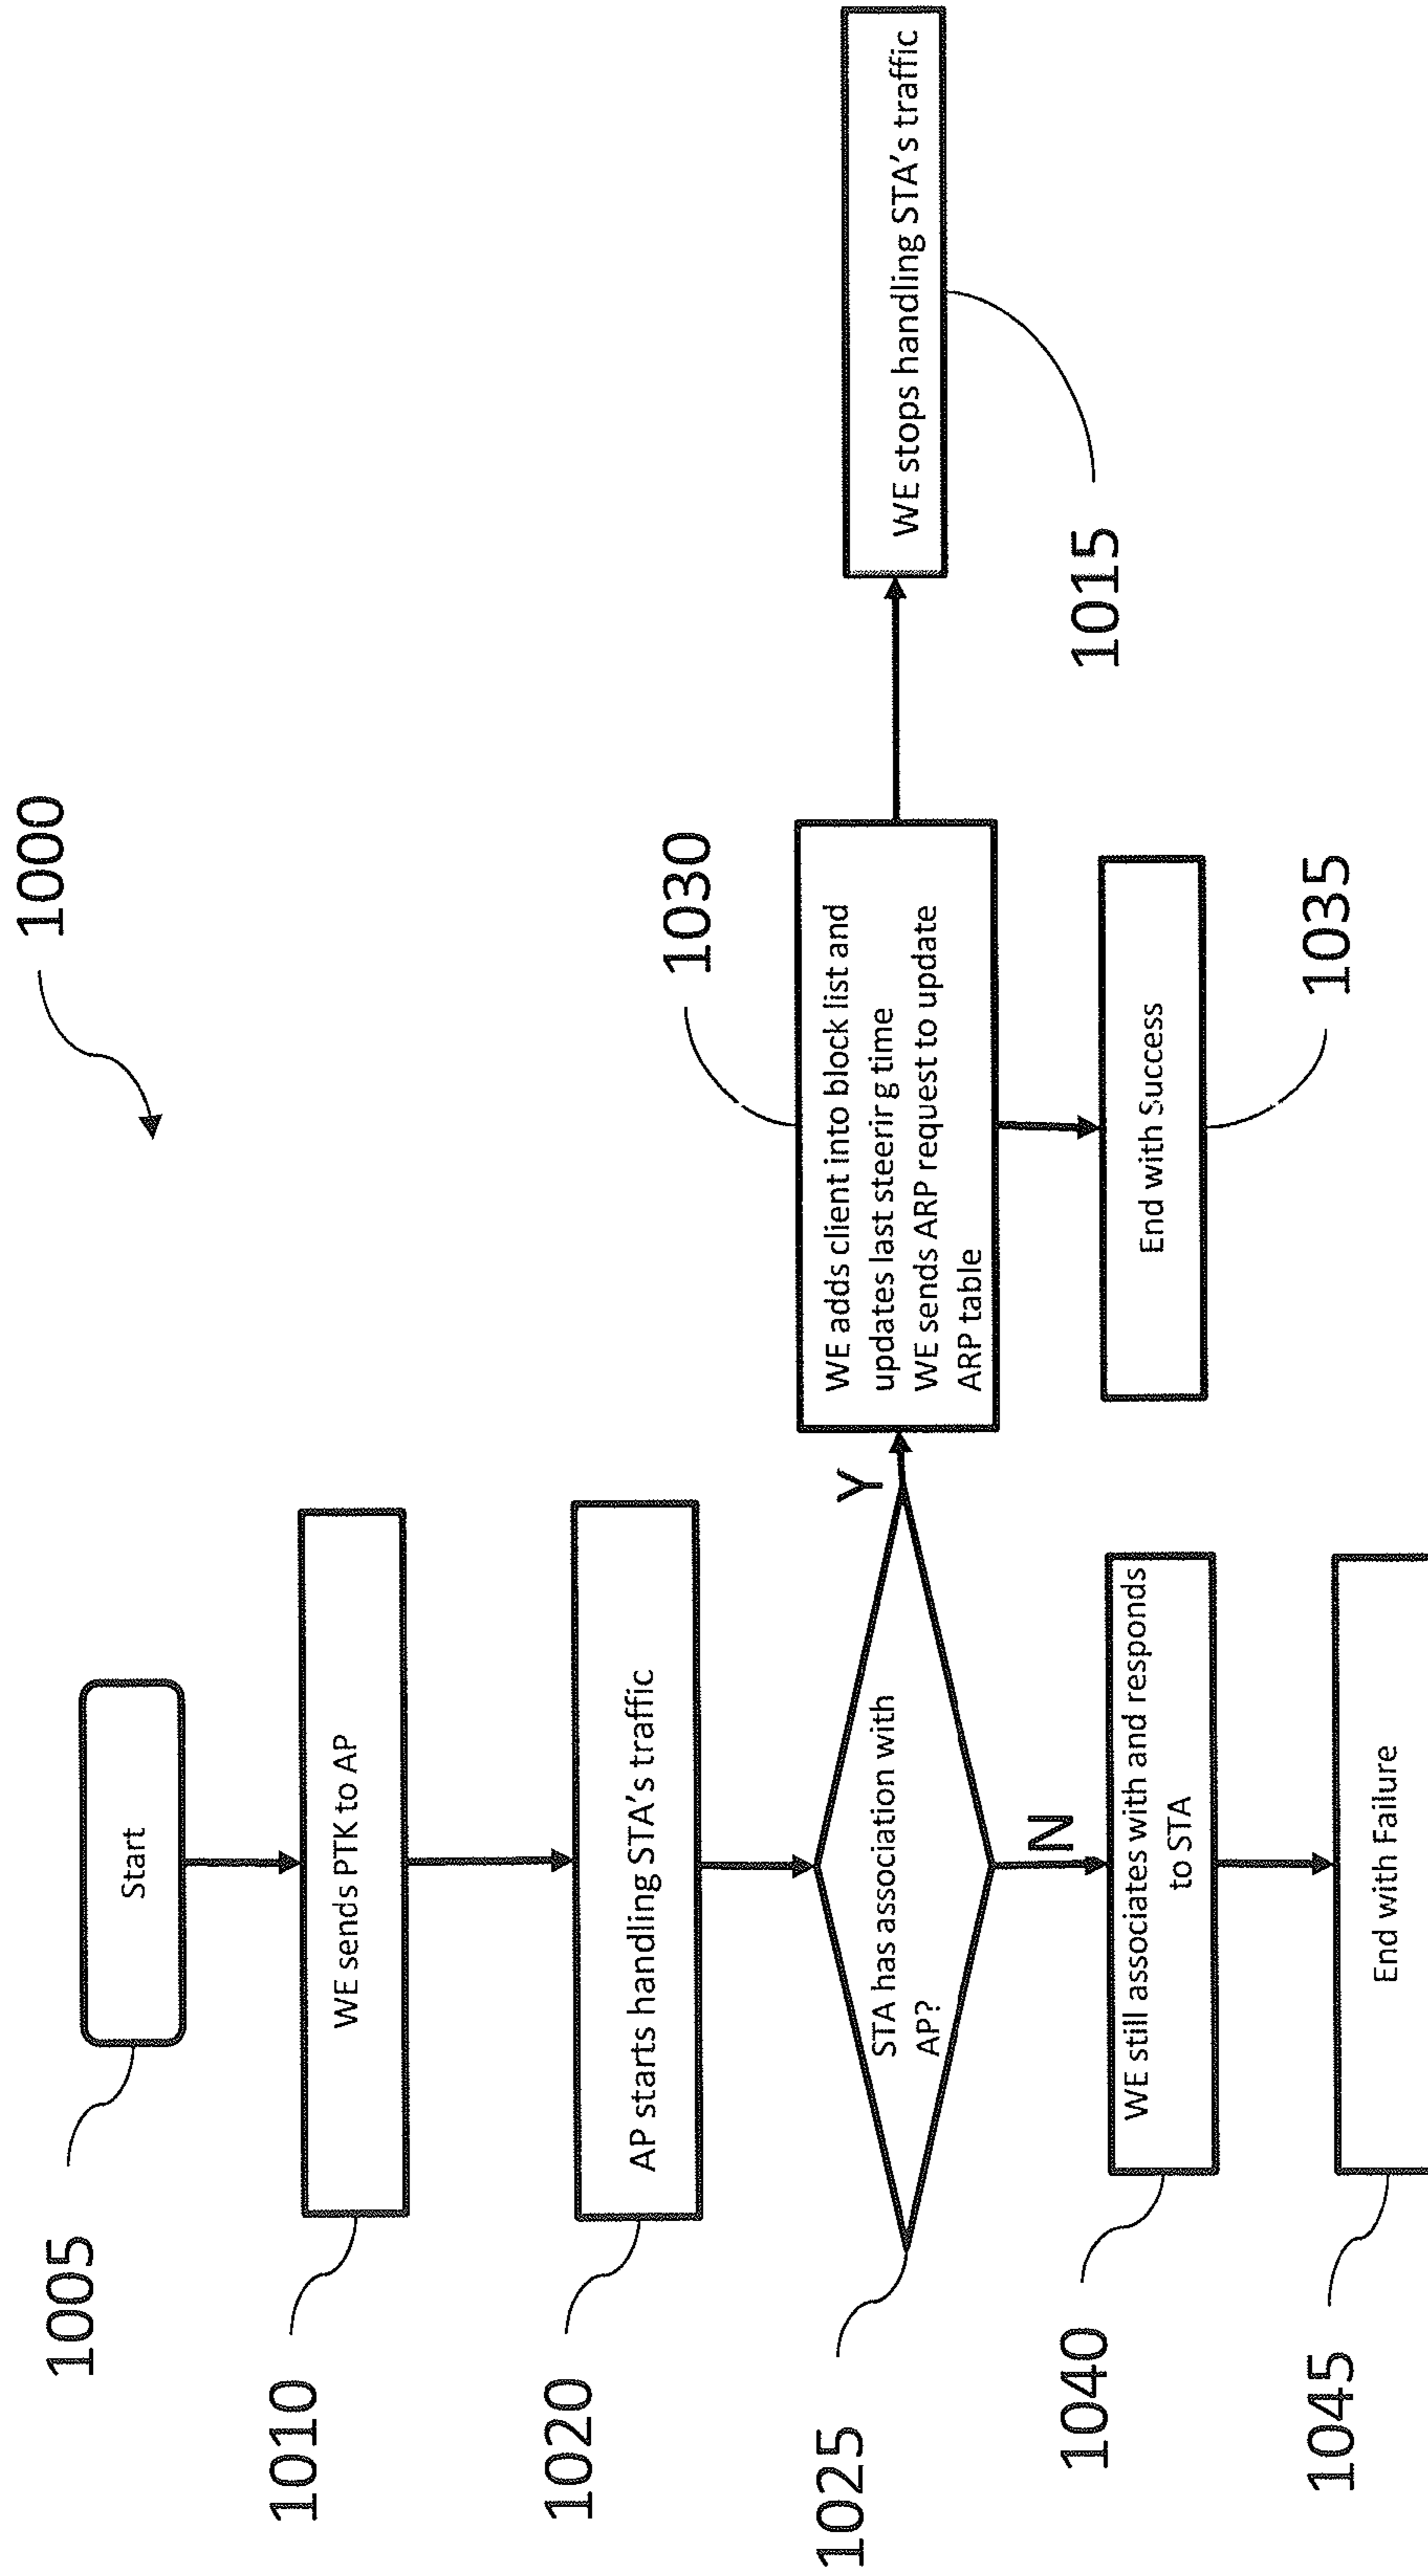 1000
1005
Start
1010
WE sends PTK to AP
1020
AP starts handling STA's traffic
1025
STA has association with
AP?
Y
N
1030
WE adds client into block list and
updates last steering time
WE sends ARP request to update
ARP table
WE stops handling STA's traffic
1015
End with Success
1035
1040
WE still associates with and responds
to STA
1045
End with Failure